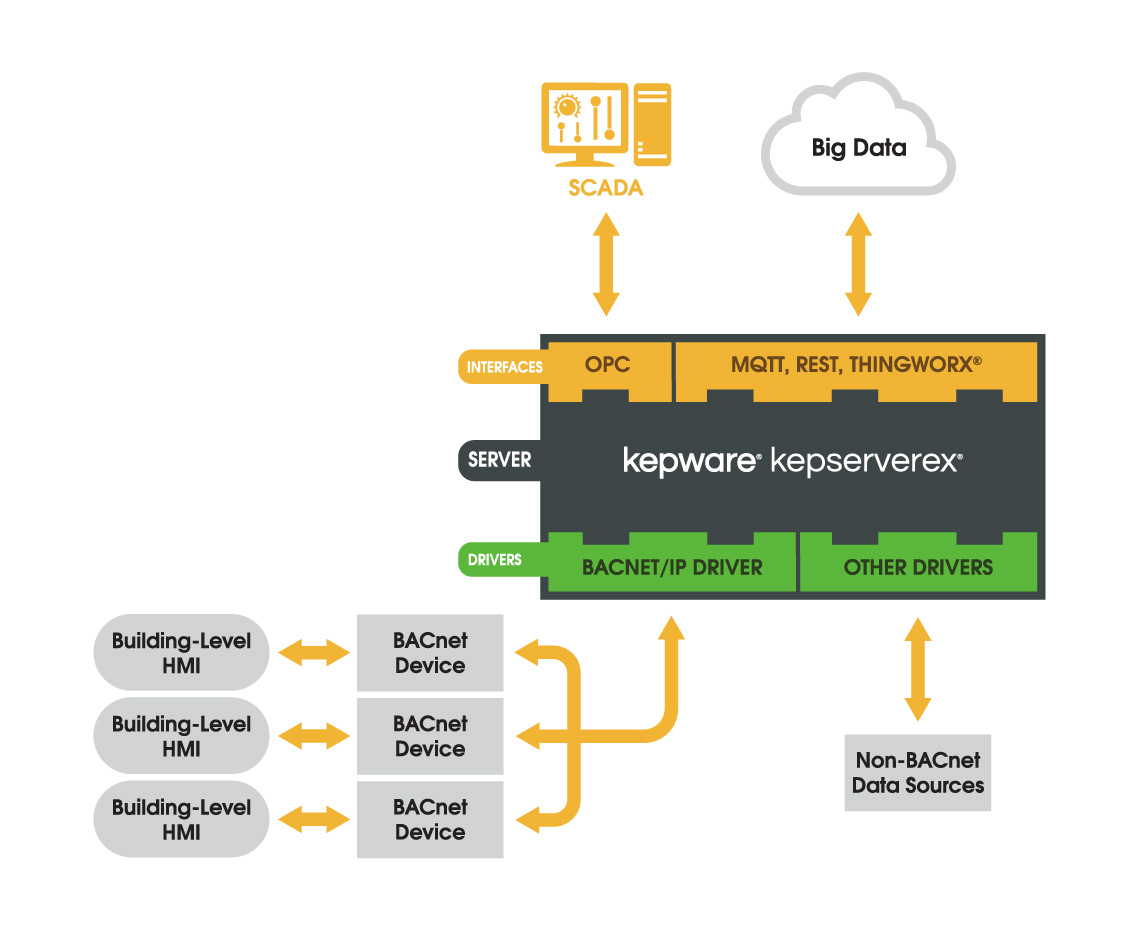 SCADA
Big Data
INTERFACES
OPC
MQTT, REST, THINGWORX®
SERVER
kepware® kepserverex®
DRIVERS
BACNET/IP DRIVER
OTHER DRIVERS
Building-Level
HMI
BACnet
Device
Building-Level
HMI
BACnet
Device
Building-Level
HMI
BACnet
Device
Non-BACnet
Data Sources